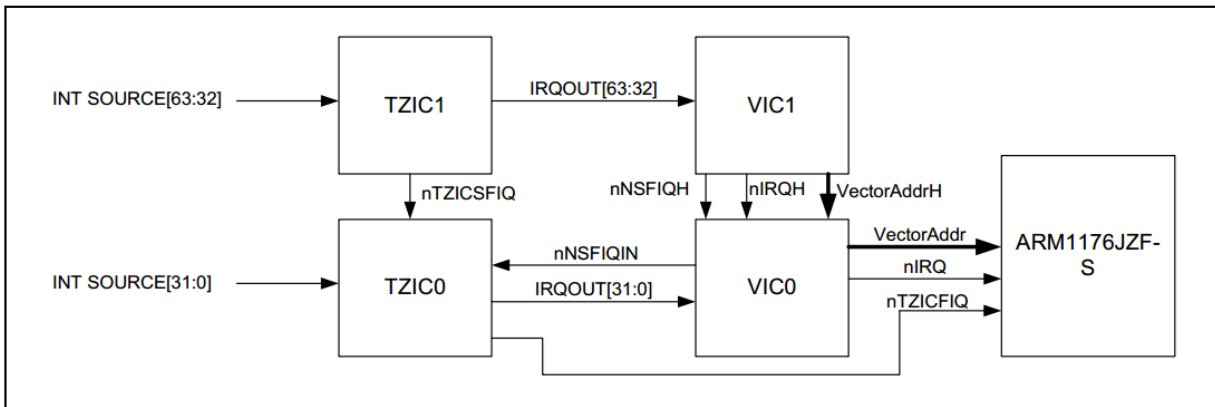 INT SOURCE[63:32]
TZIC1
IRQOUT[63:32]
VIC1
nTZICSFIQ
nNSFIQH
nIRQH
VectorAddrH
INT SOURCE[31:0]
TZIC0
nNSFIQIN
IRQOUT[31:0]
VIC0
VectorAddr
nIRQ
nTZICFIQ
ARM1176JZF-
S